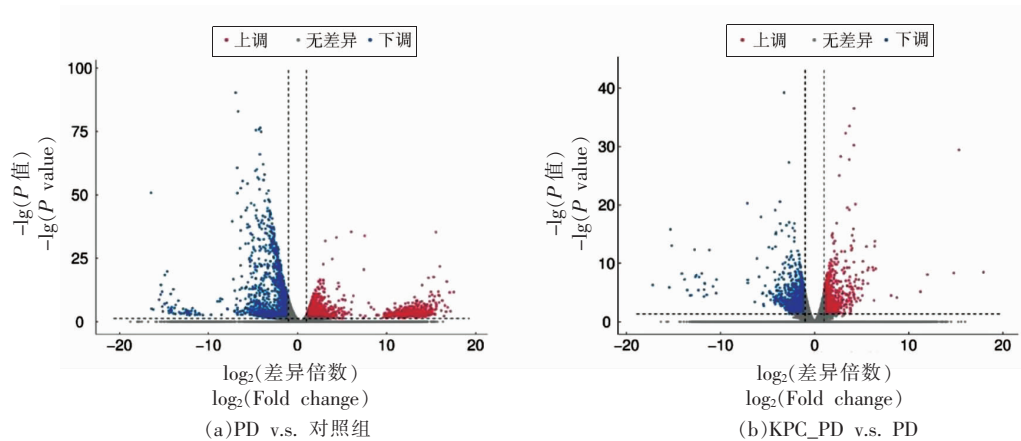 上调 无差异 下调
100
75
50
25
0
−20 −10 0 10 20
−lg(P 值)
−lg(P value)
log₂(差异倍数)
log₂(Fold change)
(a)PD v.s. 对照组
上调 无差异 下调
40
30
20
10
0
−20 −10 0 10 20
−lg(P 值)
−lg(P value)
log₂(差异倍数)
log₂(Fold change)
(b)KPC_PD v.s. PD